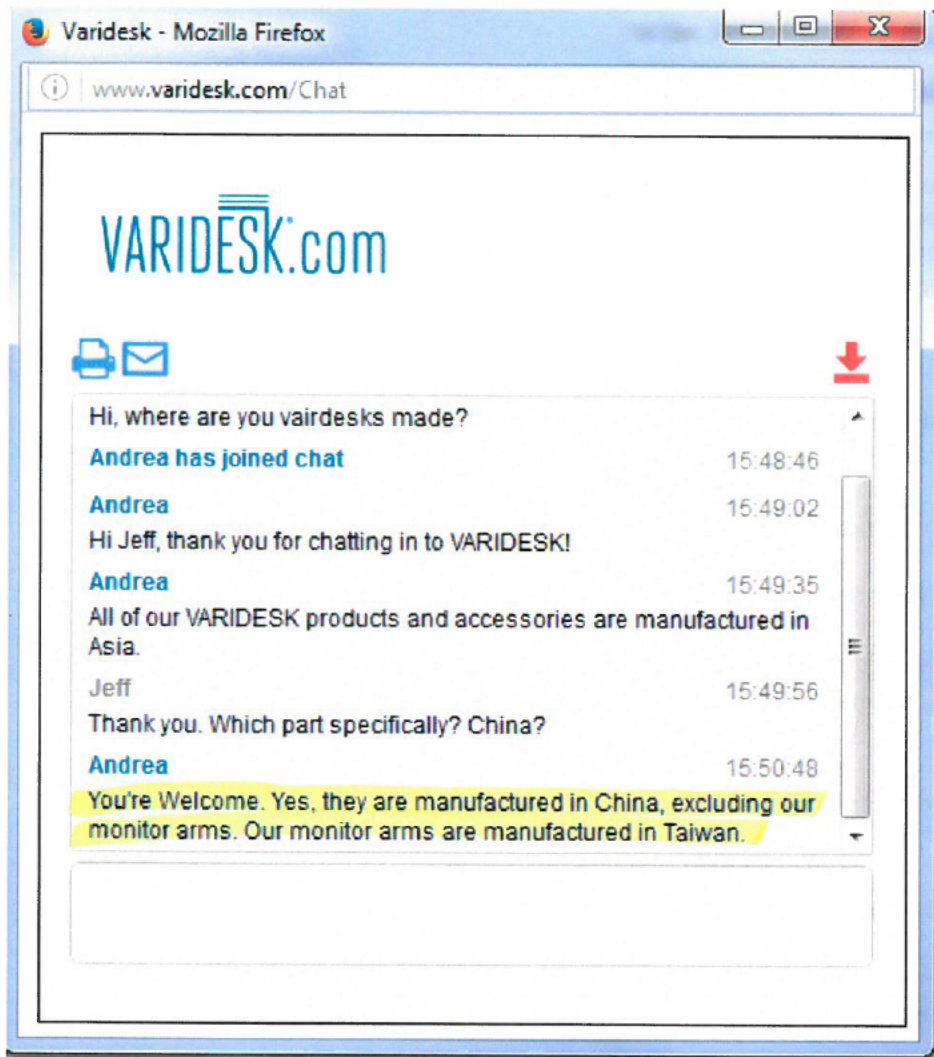 Varidesk - Mozilla Firefox
www.varidesk.com/Chat
VARIDESK.com
Hi, where are you vairdesks made?
Andrea has joined chat 15:48:46
Andrea 15:49:02
Hi Jeff, thank you for chatting in to VARIDESK!
Andrea 15:49:35
All of our VARIDESK products and accessories are manufactured in
Asia.
Jeff 15:49:56
Thank you. Which part specifically? China?
Andrea 15:50:48
You're Welcome. Yes, they are manufactured in China, excluding our
monitor arms. Our monitor arms are manufactured in Taiwan.